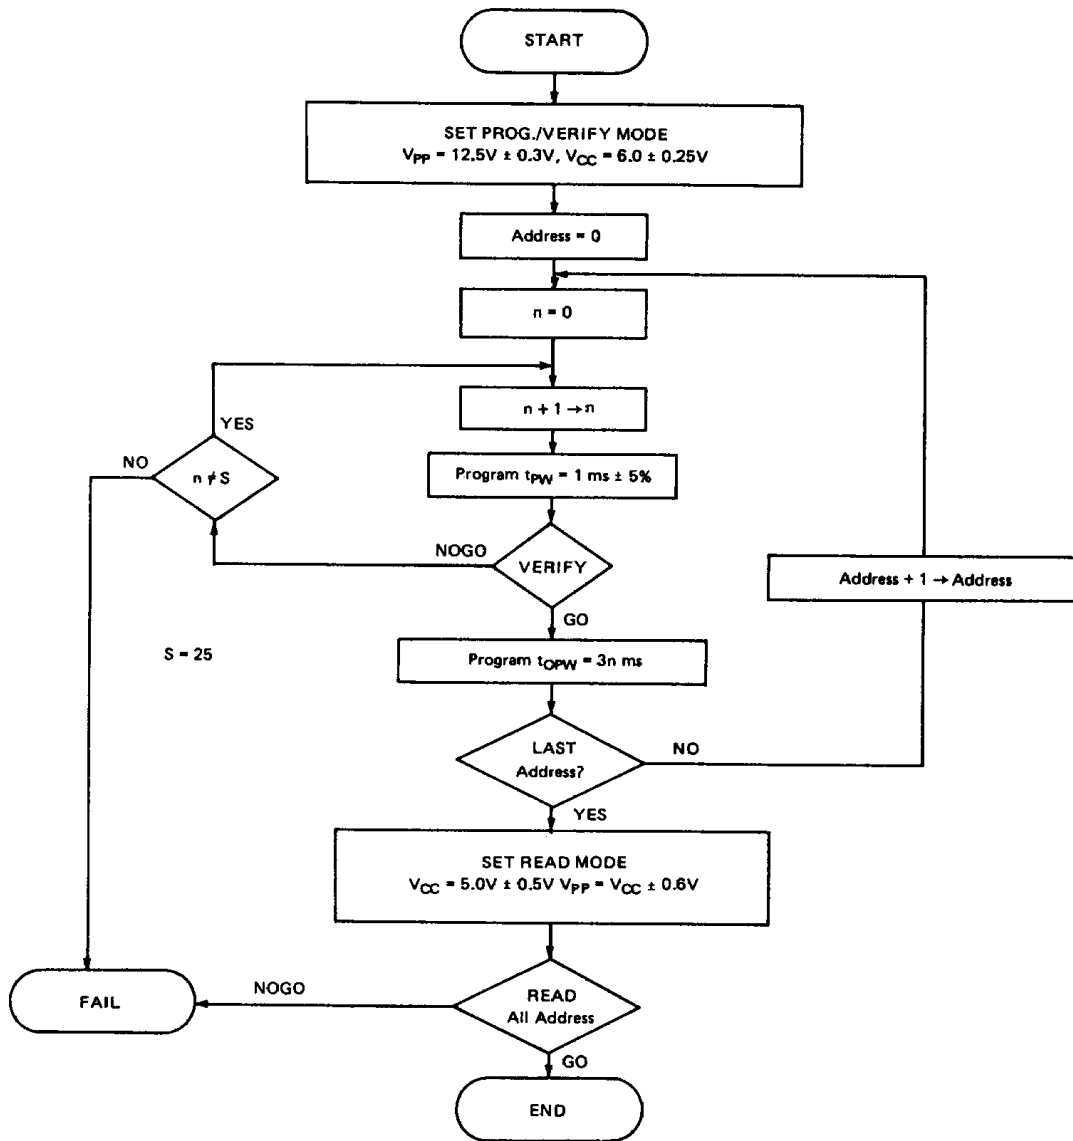 START
SET PROG./VERIFY MODE
VPP = 12.5V ± 0.3V, VCC = 6.0 ± 0.25V
Address = 0
n = 0
n + 1 → n
YES
NO
n ≠ S
Program tPW = 1 ms ± 5%
NOGO
VERIFY
GO
Address + 1 → Address
S = 25
Program tOPW = 3n ms
LAST
Address?
NO
YES
SET READ MODE
VCC = 5.0V ± 0.5V VPP = VCC ± 0.6V
FAIL
NOGO
READ
All Address
GO
END